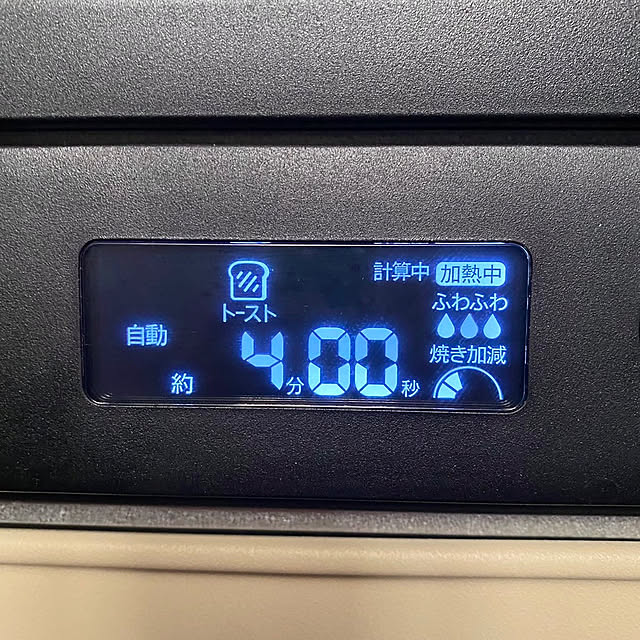 計算中 加熱中
トースト
ふわふわ
自動
焼き加減
約 4分00秒